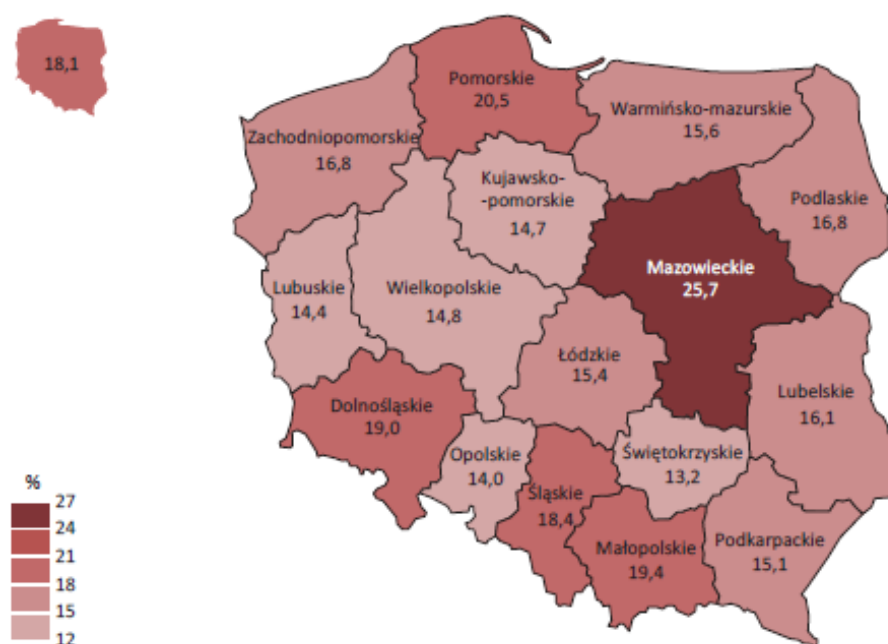 18,1
Pomorskie
20,5
Warmińsko-mazurskie
15,6
Zachodniopomorskie
16,8
Kujawsko-
-pomorskie
14,7
Podlaskie
16,8
Mazowieckie
25,7
Lubuskie
14,4
Wielkopolskie
14,8
Łódzkie
15,4
Lubelskie
16,1
Dolnośląskie
19,0
Opolskie
14,0
Śląskie
18,4
Świętokrzyskie
13,2
Małopolskie
19,4
Podkarpackie
15,1
%
27
24
21
18
15
12